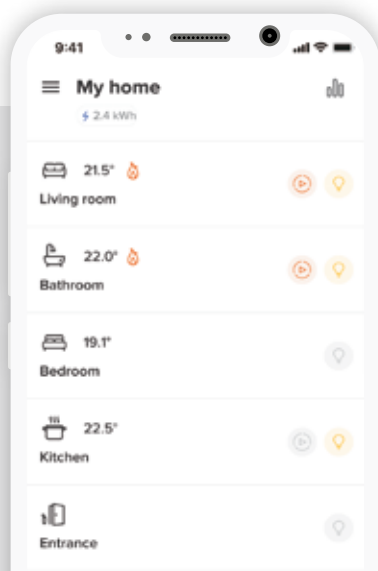 9:41
My home
2.4 kWh
21.5°
Living room
22.0°
Bathroom
19.1°
Bedroom
22.5°
Kitchen
Entrance